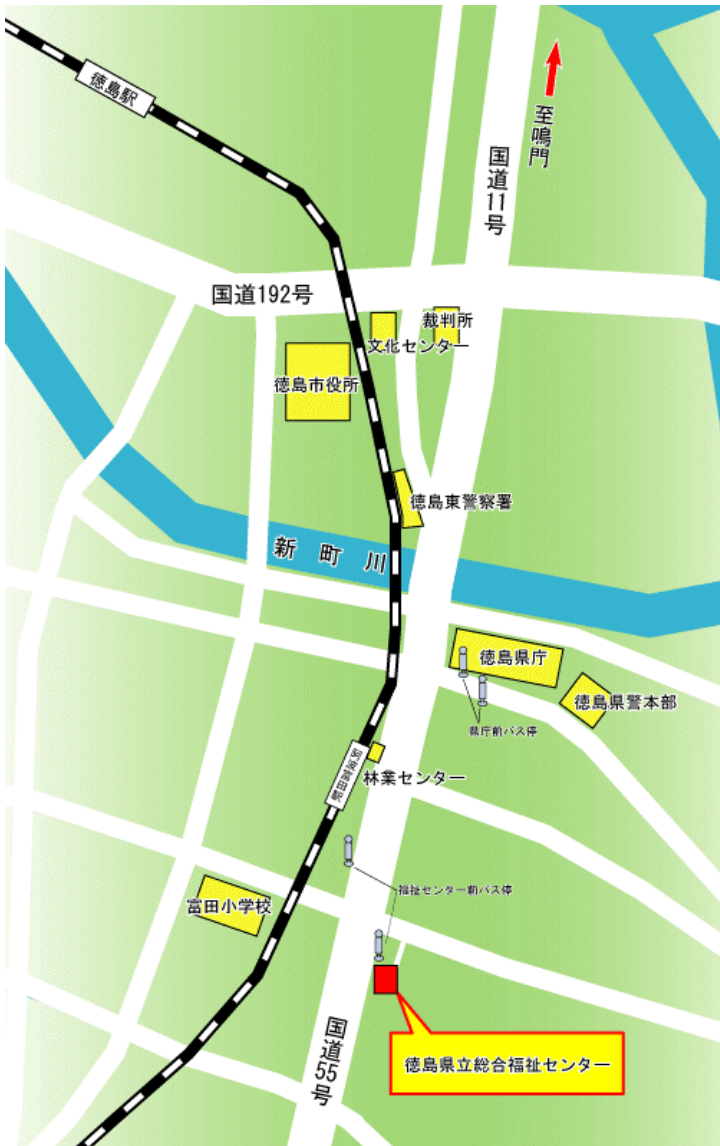 徳島駅
至鳴門
国道11号
国道192号
裁判所
文化センター
徳島市役所
徳島東警察署
新町川
徳島県庁
徳島県警本部
県庁前バス停
阿波富田駅
林業センター
福祉センター前バス停
富田小学校
国道55号
徳島県立総合福祉センター